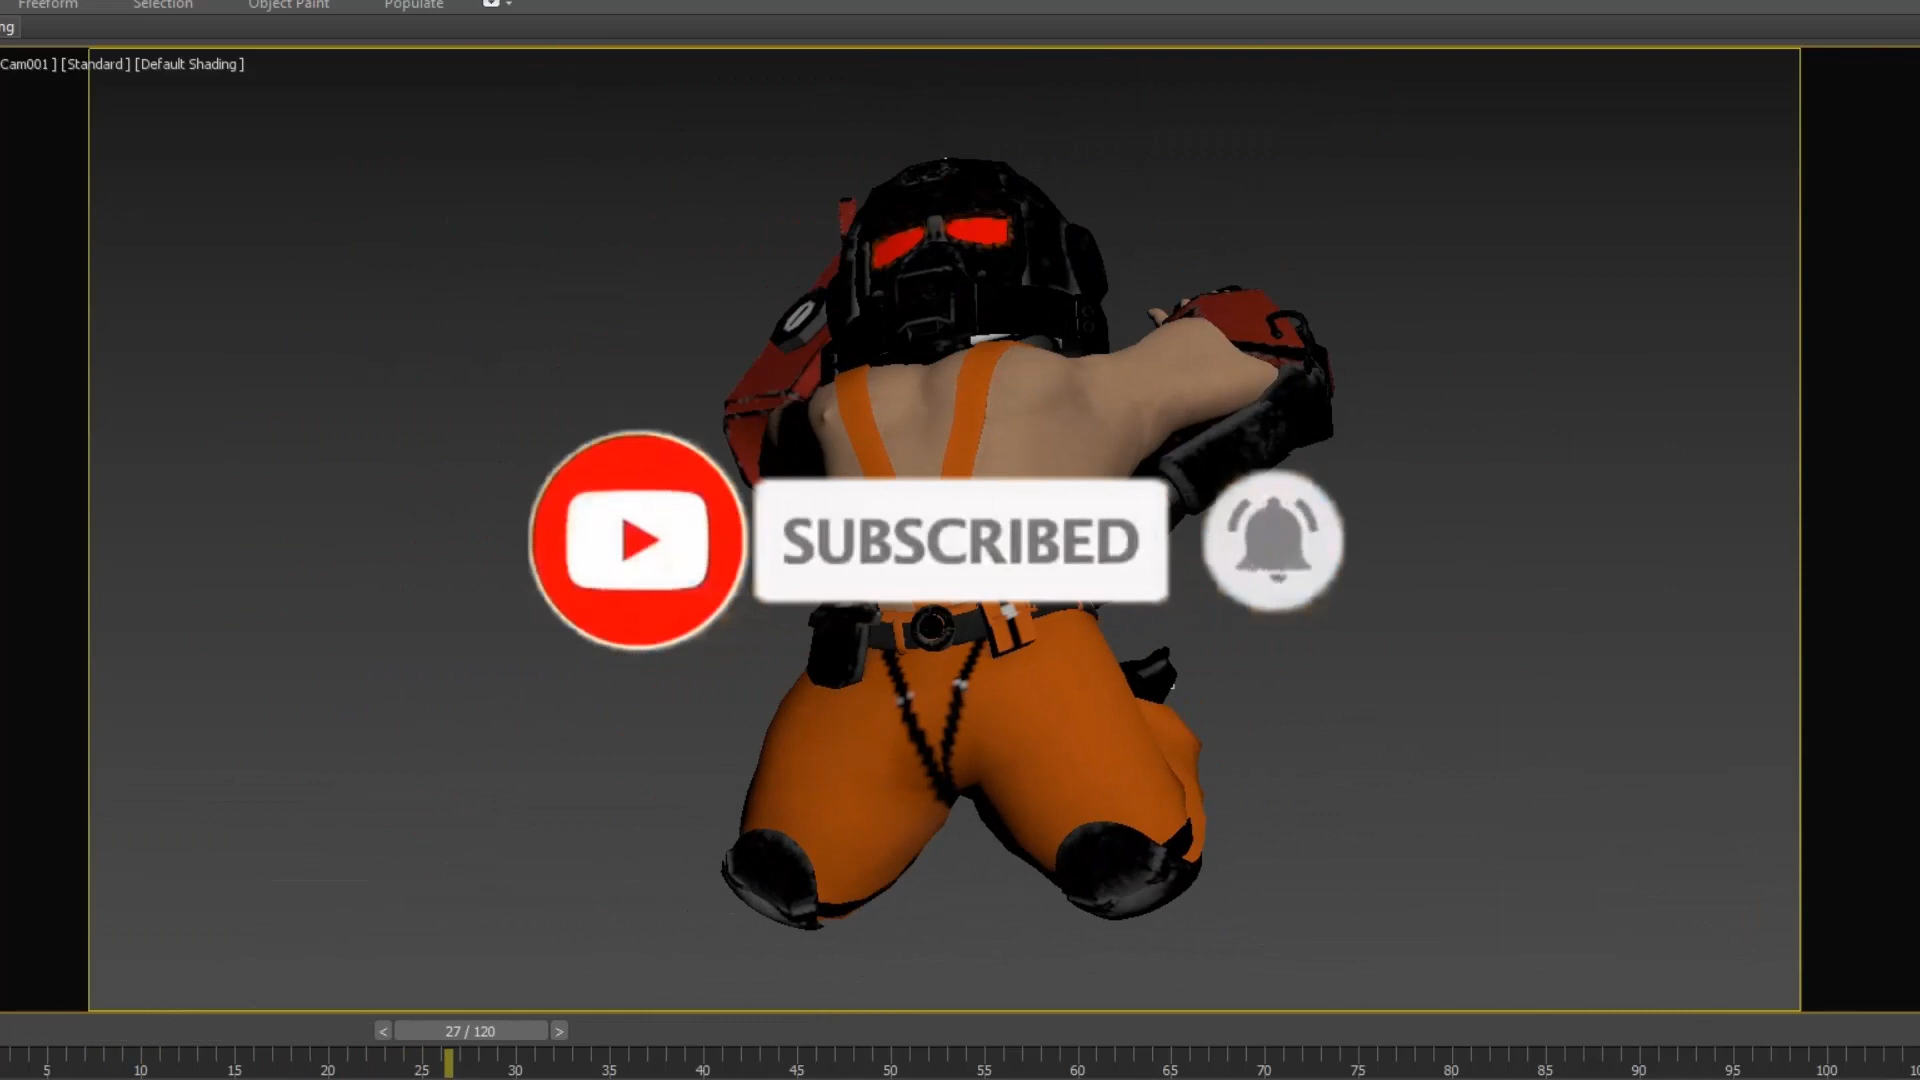 Freeform Selection Object Paint Populate
ng
Cam001 ] [Standard ] [Default Shading ]
SUBSCRIBED
< 27 / 120 >
5 10 15 20 25 30 35 40 45 50 55 60 65 70 75 80 85 90 95 100